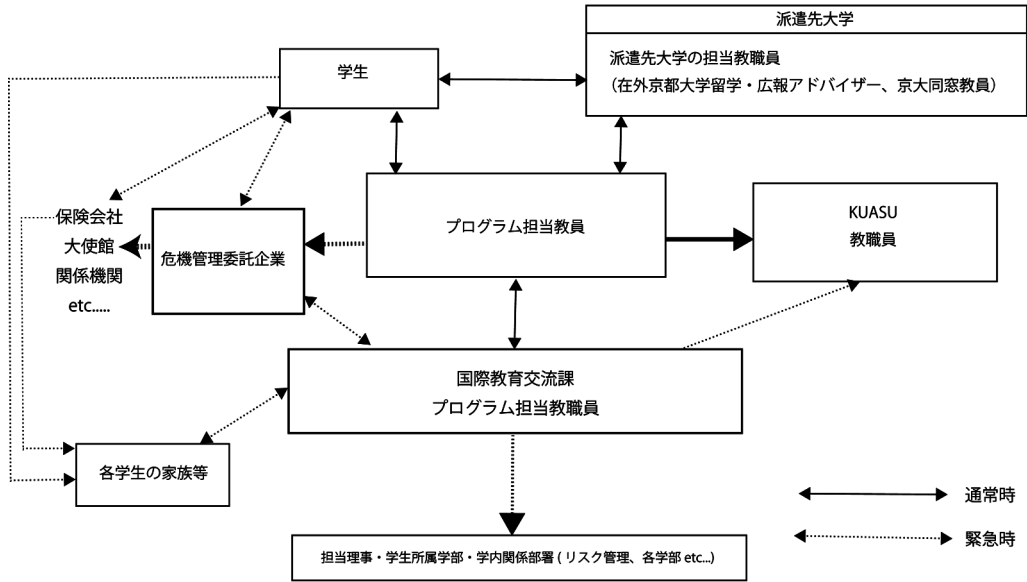 派遣先大学
派遣先大学の担当教職員
（在外京都大学留学・広報アドバイザー、京大同窓教員）
学生
プログラム担当教員
KUASU
教職員
保険会社
大使館
関係機関
etc.....
危機管理委託企業
国際教育交流課
プログラム担当教職員
各学生の家族等
担当理事・学生所属学部・学内関係部署 ( リスク管理、各学部 etc...)
通常時
緊急時